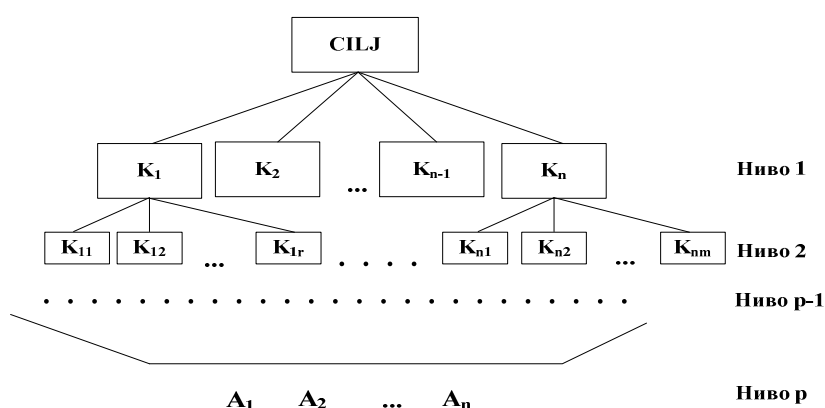 CILJ
K₁ K₂ ... Kₙ₋₁ Kₙ Ниво 1
K₁₁ K₁₂ ... K₁ᵣ . . . . Kₙ₁ Kₙ₂ ... Kₙₘ Ниво 2
Ниво p-1
A₁ A₂ ... Aₙ Ниво p